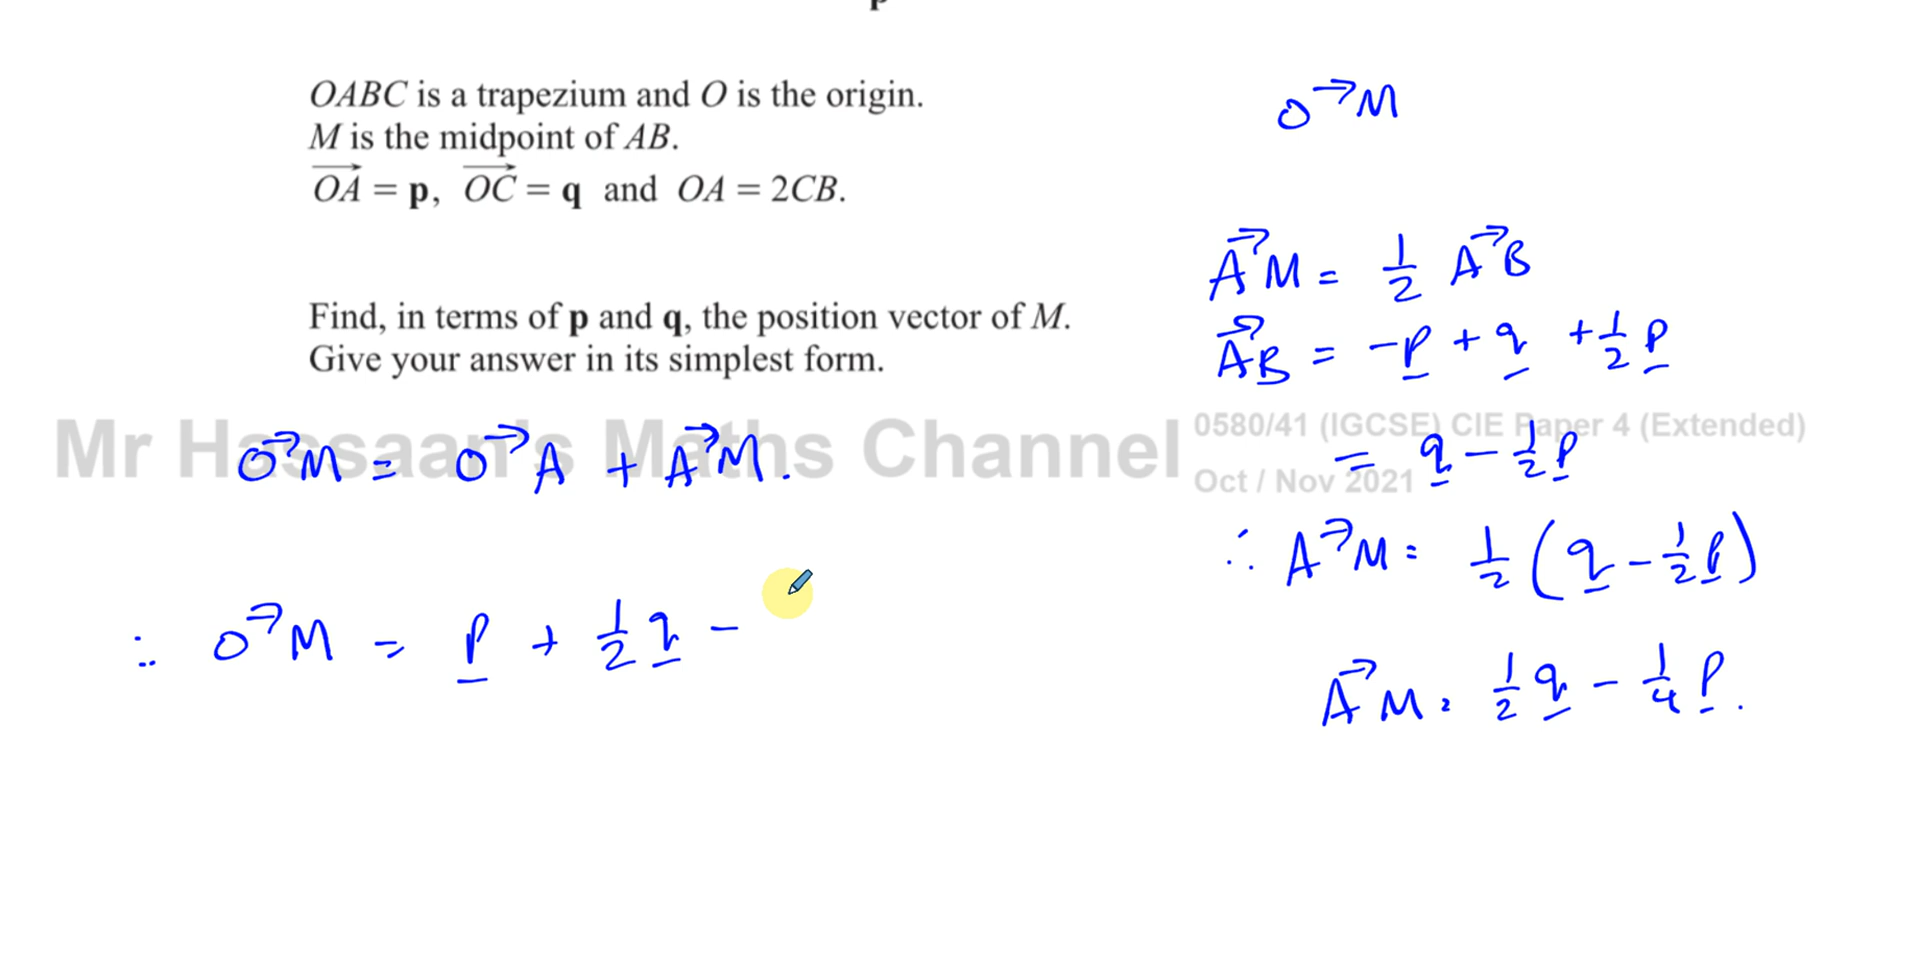 OABC is a trapezium and O is the origin.
M is the midpoint of AB.
→OA = p, →OC = q and OA = 2CB.
Find, in terms of p and q, the position vector of M.
Give your answer in its simplest form.
Mr Hassaan's Maths Channel
0580/41 (IGCSE) CIE Paper 4 (Extended)
Oct / Nov 2021
O→M = O→A + A→M.
∴ O→M = p + 1/2 q −
O→M
A→M = 1/2 A→B
A→B = -p + q + 1/2 p
= q − 1/2 p
∴ A→M = 1/2 (q − 1/2 p)
A→M = 1/2 q − 1/4 p.